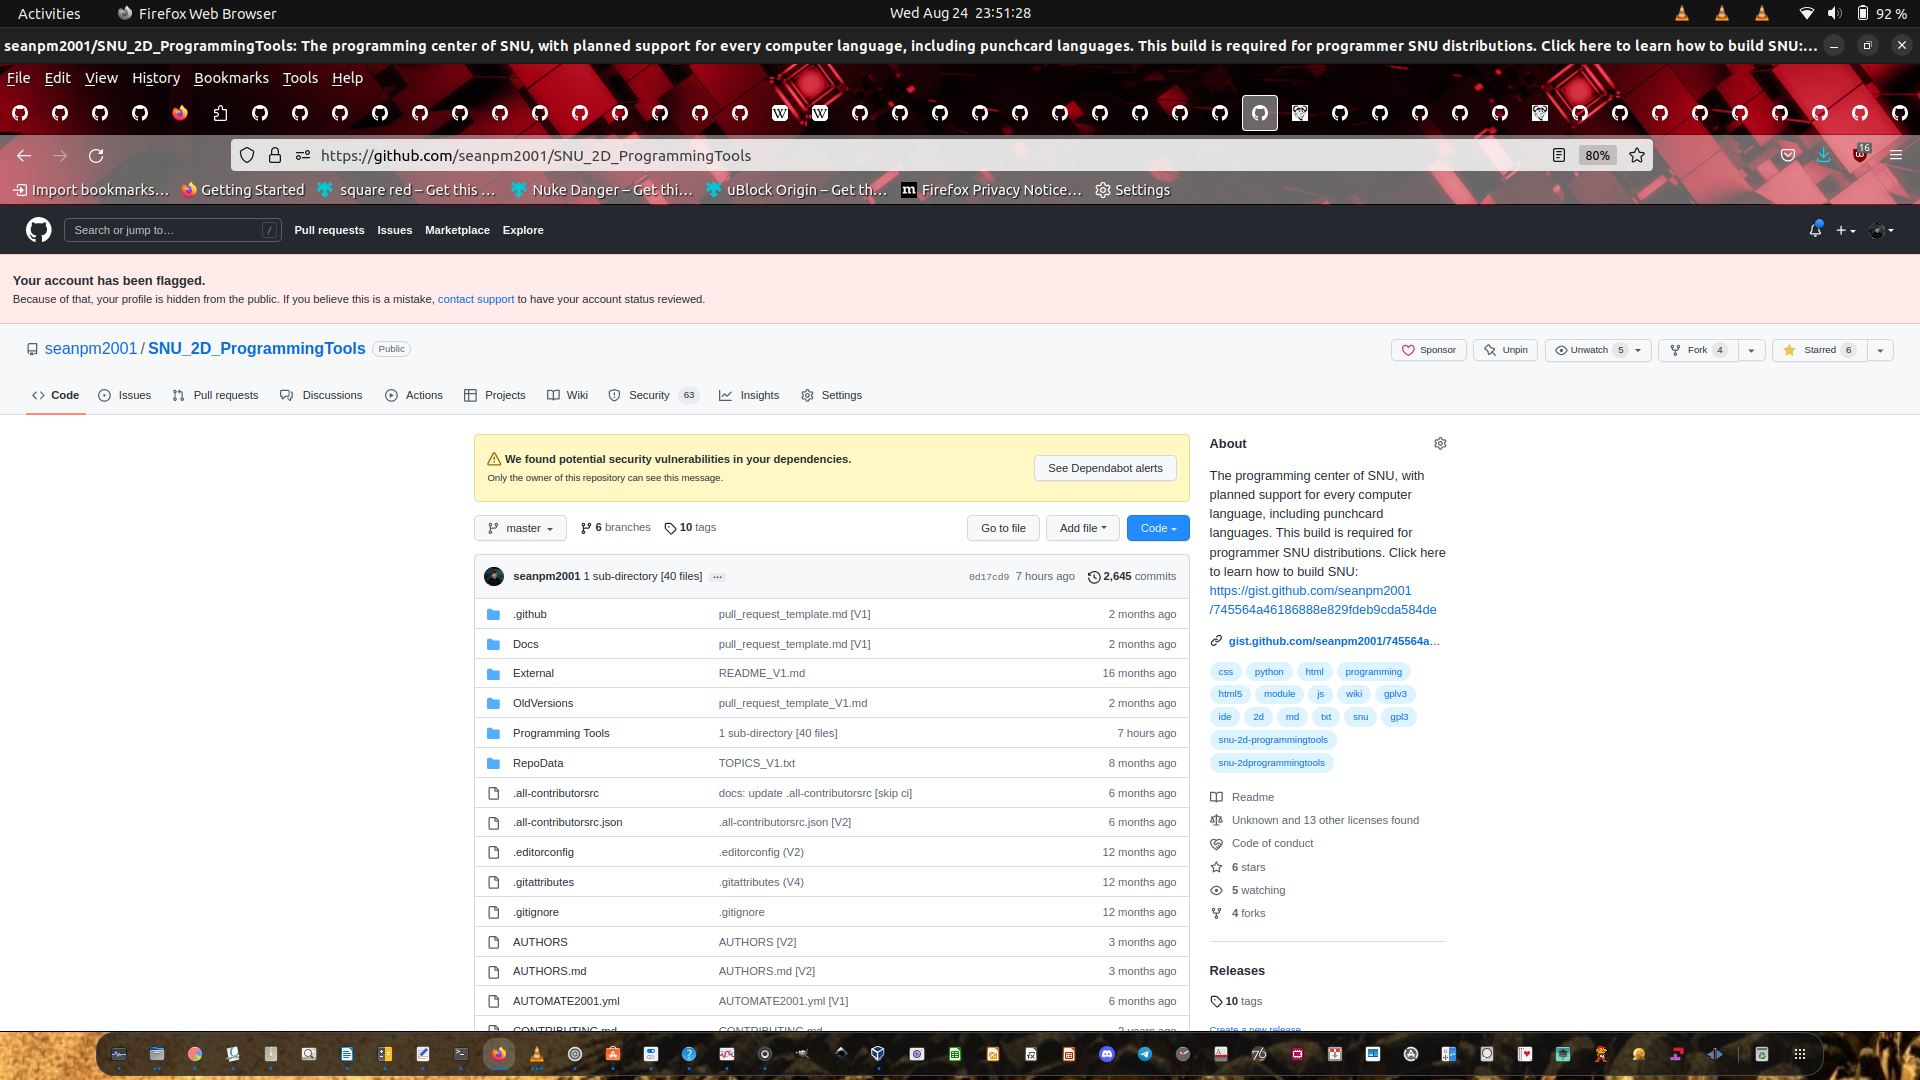 Activities
Firefox Web Browser
Wed Aug 24 23:51:28
92 %
seanpm2001/SNU_2D_ProgrammingTools: The programming center of SNU, with planned support for every computer language, including punchcard languages. This build is required for programmer SNU distributions. Click here to learn how to build SNU:...
File Edit View History Bookmarks Tools Help
https://github.com/seanpm2001/SNU_2D_ProgrammingTools
80%
16
Import bookmarks...
Getting Started
square red – Get this ...
Nuke Danger – Get thi...
uBlock Origin – Get th...
Firefox Privacy Notice...
Settings
Search or jump to...
/
Pull requests Issues Marketplace Explore
Your account has been flagged.
Because of that, your profile is hidden from the public. If you believe this is a mistake, contact support to have your account status reviewed.
seanpm2001 / SNU_2D_ProgrammingTools Public
Sponsor
Unpin
Unwatch 5
Fork 4
Starred 6
Code
Issues
Pull requests
Discussions
Actions
Projects
Wiki
Security 63
Insights
Settings
We found potential security vulnerabilities in your dependencies.
Only the owner of this repository can see this message.
See Dependabot alerts
master
6 branches
10 tags
Go to file
Add file
Code
seanpm2001 1 sub-directory [40 files] ...
0d17cd9 7 hours ago
2,645 commits
.github pull_request_template.md [V1] 2 months ago
Docs pull_request_template.md [V1] 2 months ago
External README_V1.md 16 months ago
OldVersions pull_request_template_V1.md 2 months ago
Programming Tools 1 sub-directory [40 files] 7 hours ago
RepoData TOPICS_V1.txt 8 months ago
.all-contributorsrc docs: update .all-contributorsrc [skip ci] 6 months ago
.all-contributorsrc.json .all-contributorsrc.json [V2] 6 months ago
.editorconfig .editorconfig (V2) 12 months ago
.gitattributes .gitattributes (V4) 12 months ago
.gitignore .gitignore 12 months ago
AUTHORS AUTHORS [V2] 3 months ago
AUTHORS.md AUTHORS.md [V2] 3 months ago
AUTOMATE2001.yml AUTOMATE2001.yml [V1] 6 months ago
CONTRIBUTING.md CONTRIBUTING.md 2 years ago
About
The programming center of SNU, with
planned support for every computer
language, including punchcard
languages. This build is required for
programmer SNU distributions. Click here
to learn how to build SNU:
https://gist.github.com/seanpm2001
/745564a46186888e829fdeb9cda584de
gist.github.com/seanpm2001/745564a...
css python html programming
html5 module js wiki gplv3
ide 2d md txt snu gpl3
snu-2d-programmingtools
snu-2dprogrammingtools
Readme
Unknown and 13 other licenses found
Code of conduct
6 stars
5 watching
4 forks
Releases
10 tags
Create a new release